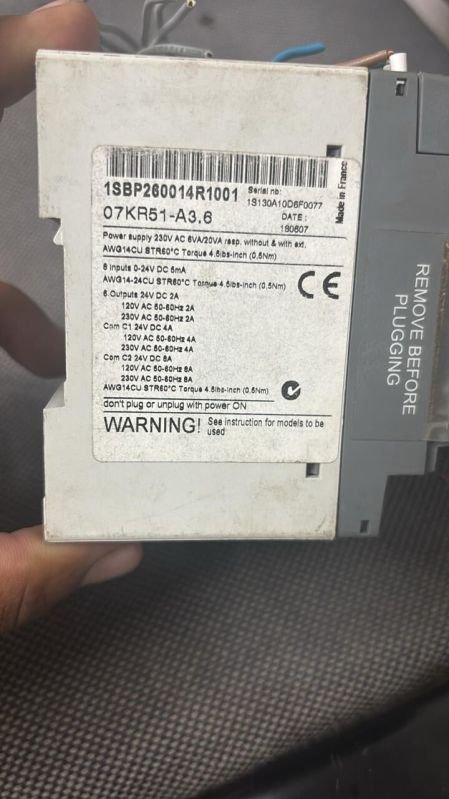 1SBP260014R1001
Serial nb:
1S130A10D6F0077
07KR51-A3.6
DATE :
190607
Made in France
Power supply 230V AC 6VA/20VA resp. without & with ext.
AWG14CU STR60°C Torque 4.5lbs-inch (0,5Nm)
8 Inputs 0-24V DC 5mA
AWG14-24CU STR60°C Torque 4.5lbs-inch (0,5Nm)
6 Outputs 24V DC 2A
120V AC 50-60Hz 2A
230V AC 50-60Hz 2A
Com C1 24V DC 4A
120V AC 50-60Hz 4A
230V AC 50-60Hz 4A
Com C2 24V DC 8A
120V AC 50-60Hz 8A
230V AC 50-60Hz 8A
AWG14CU STR60°C Torque 4.5lbs-inch (0,5Nm)
CE
don't plug or unplug with power ON
WARNING! See instruction for models to be
used
REMOVE BEFORE
PLUGGING